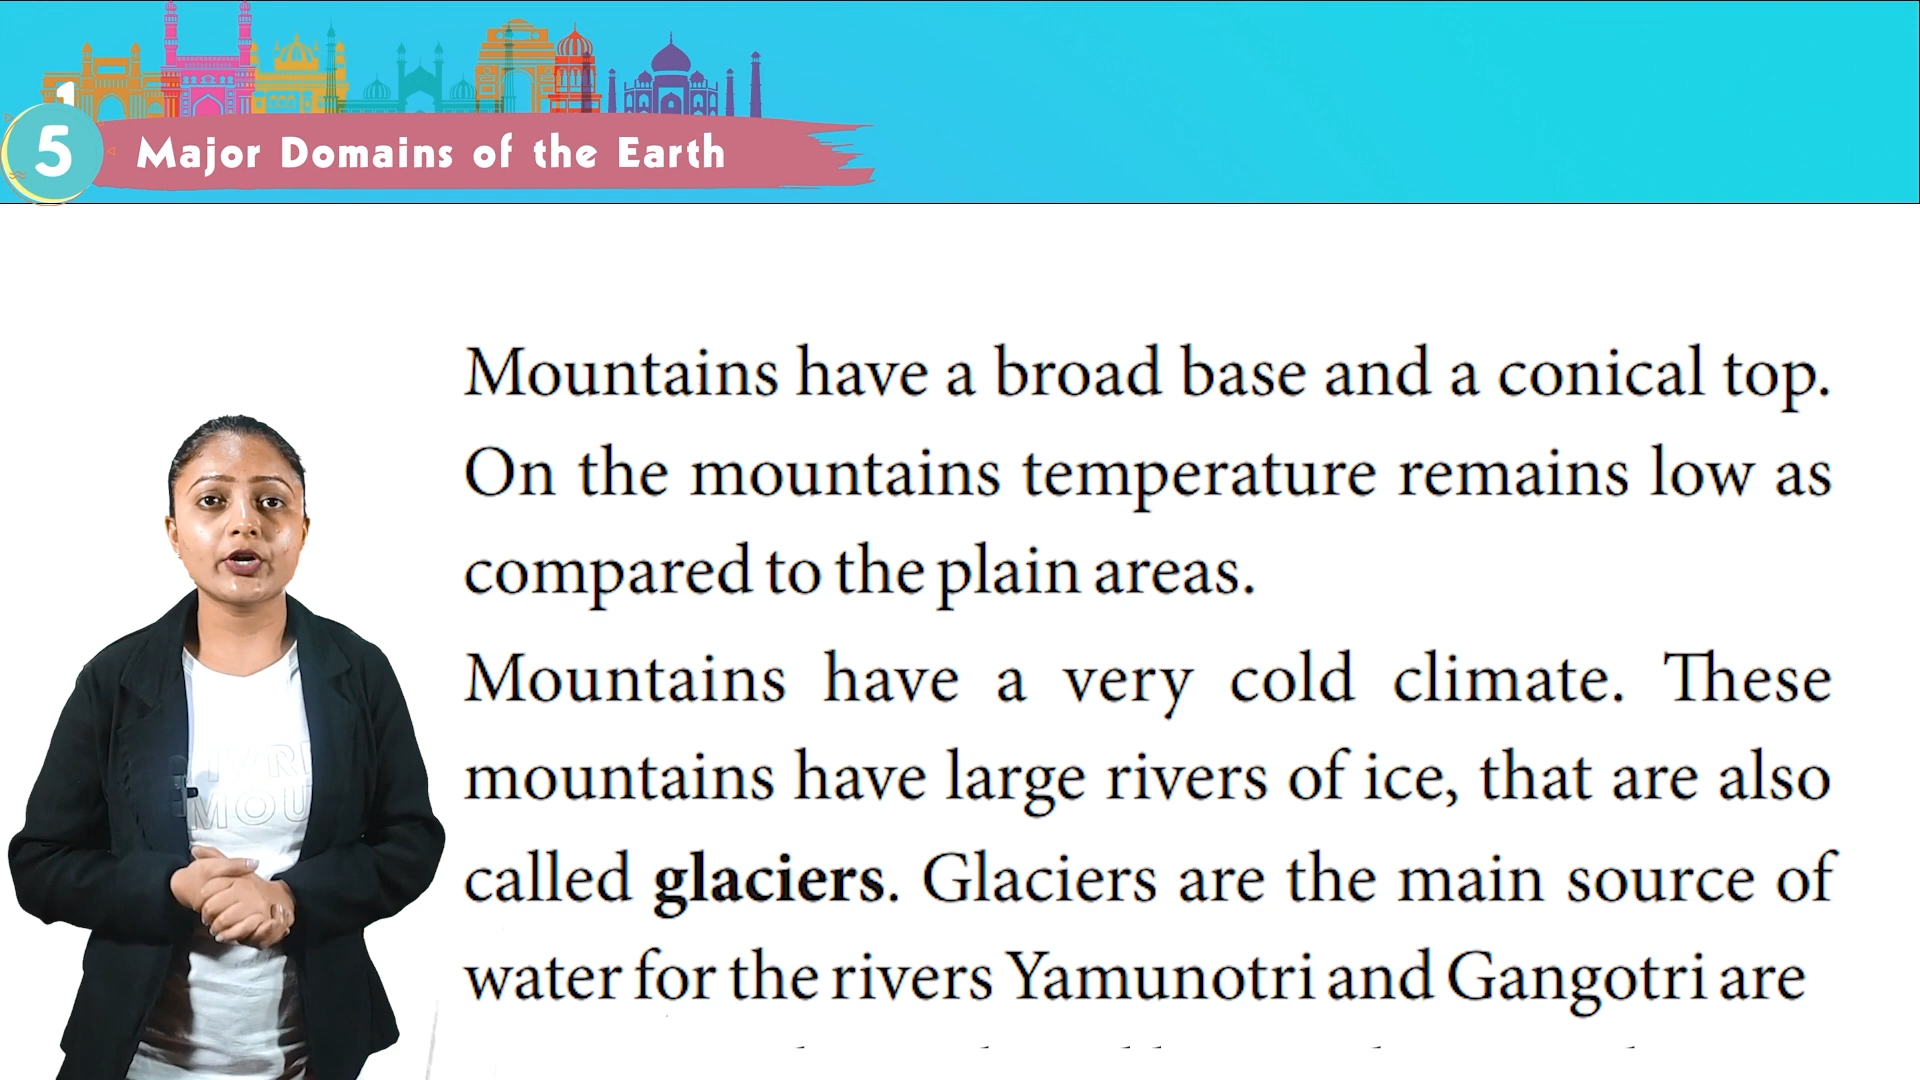 1
5
Major Domains of the Earth
Mountains have a broad base and a conical top.
On the mountains temperature remains low as
compared to the plain areas.
Mountains have a very cold climate. These
mountains have large rivers of ice, that are also
called glaciers. Glaciers are the main source of
water for the rivers Yamunotri and Gangotri are
MOU